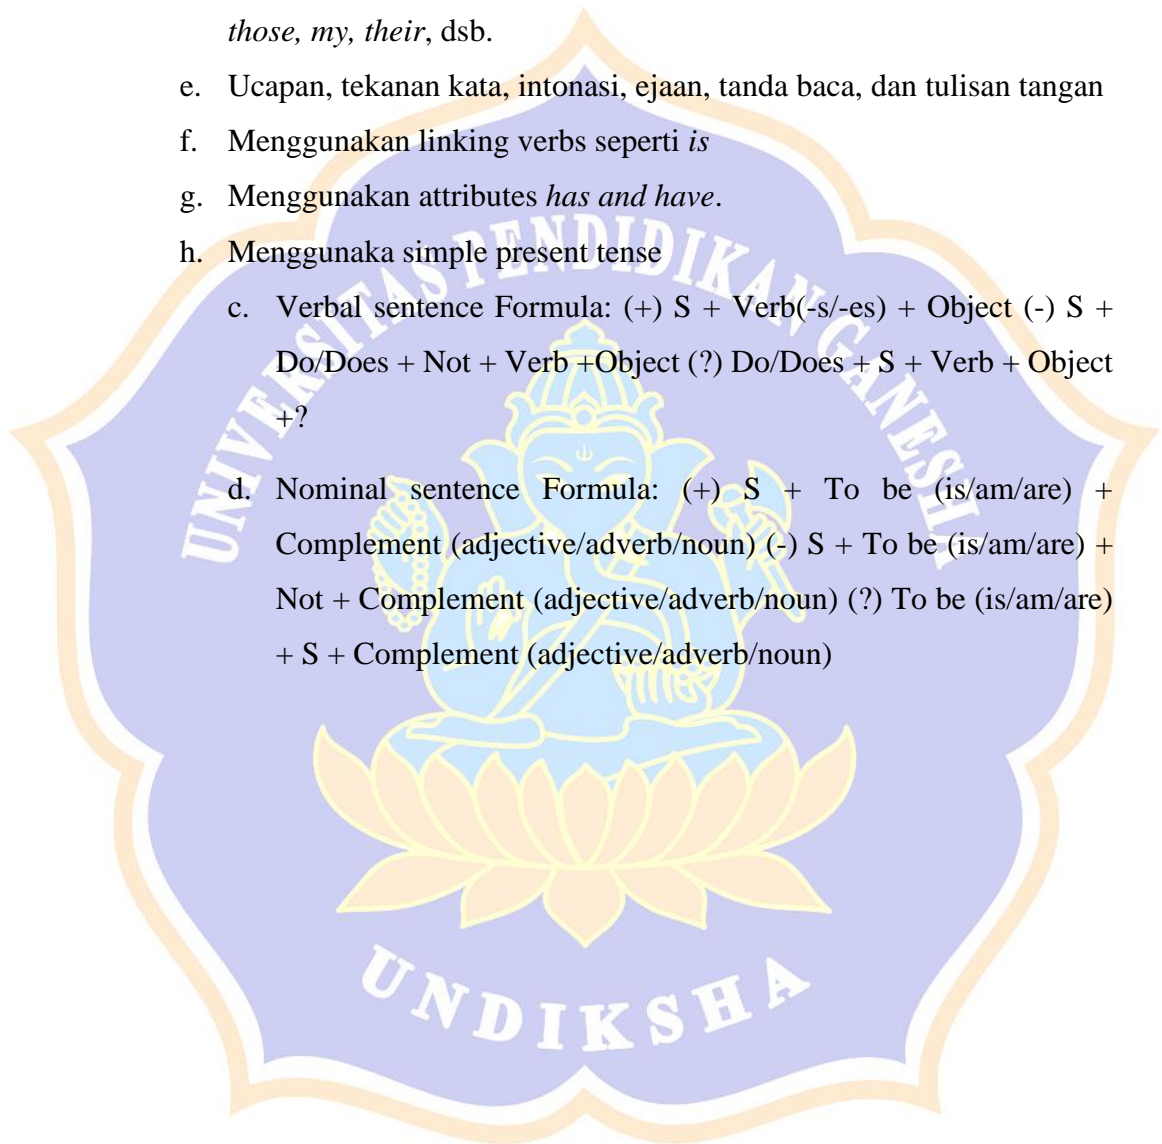 those, my, their, dsb.
e. Ucapan, tekanan kata, intonasi, ejaan, tanda baca, dan tulisan tangan
f. Menggunakan linking verbs seperti is
g. Menggunakan attributes has and have.
h. Menggunaka simple present tense
c. Verbal sentence Formula: (+) S + Verb(-s/-es) + Object (-) S +
Do/Does + Not + Verb +Object (?) Do/Does + S + Verb + Object
+?
d. Nominal sentence Formula: (+) S + To be (is/am/are) +
Complement (adjective/adverb/noun) (-) S + To be (is/am/are) +
Not + Complement (adjective/adverb/noun) (?) To be (is/am/are)
+ S + Complement (adjective/adverb/noun)
UNIVERSITAS PENDIDIKAN GANESHA
UNDIKSHA